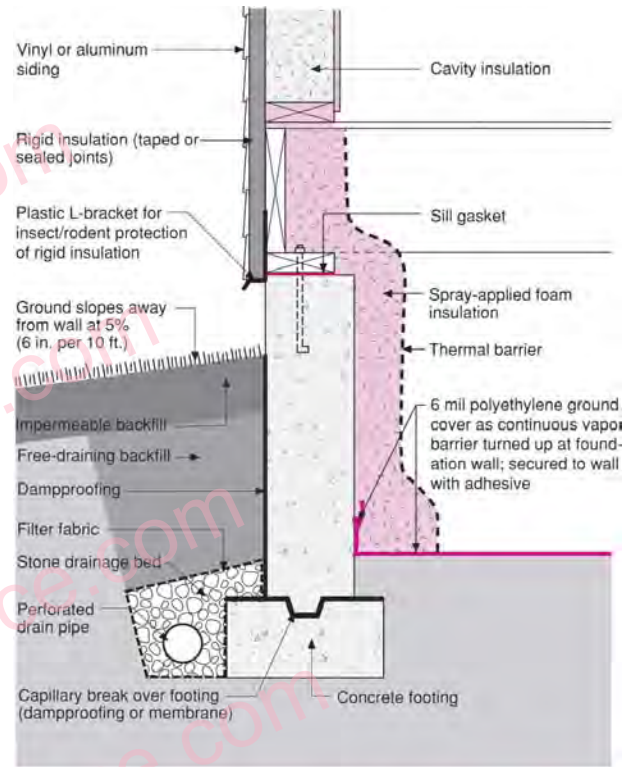 Vinyl or aluminum
siding
Rigid insulation (taped or
sealed joints)
Plastic L-bracket for
insect/rodent protection
of rigid insulation
Ground slopes away
from wall at 5%
(6 in. per 10 ft.)
Impermeable backfill
Free-draining backfill
Dampproofing
Filter fabric
Stone drainage bed
Perforated
drain pipe
Capillary break over footing
(dampproofing or membrane)
Cavity insulation
Sill gasket
Spray-applied foam
insulation
Thermal barrier
6 mil polyethylene ground
cover as continuous vapor
barrier turned up at found-
ation wall; secured to wall
with adhesive
Concrete footing